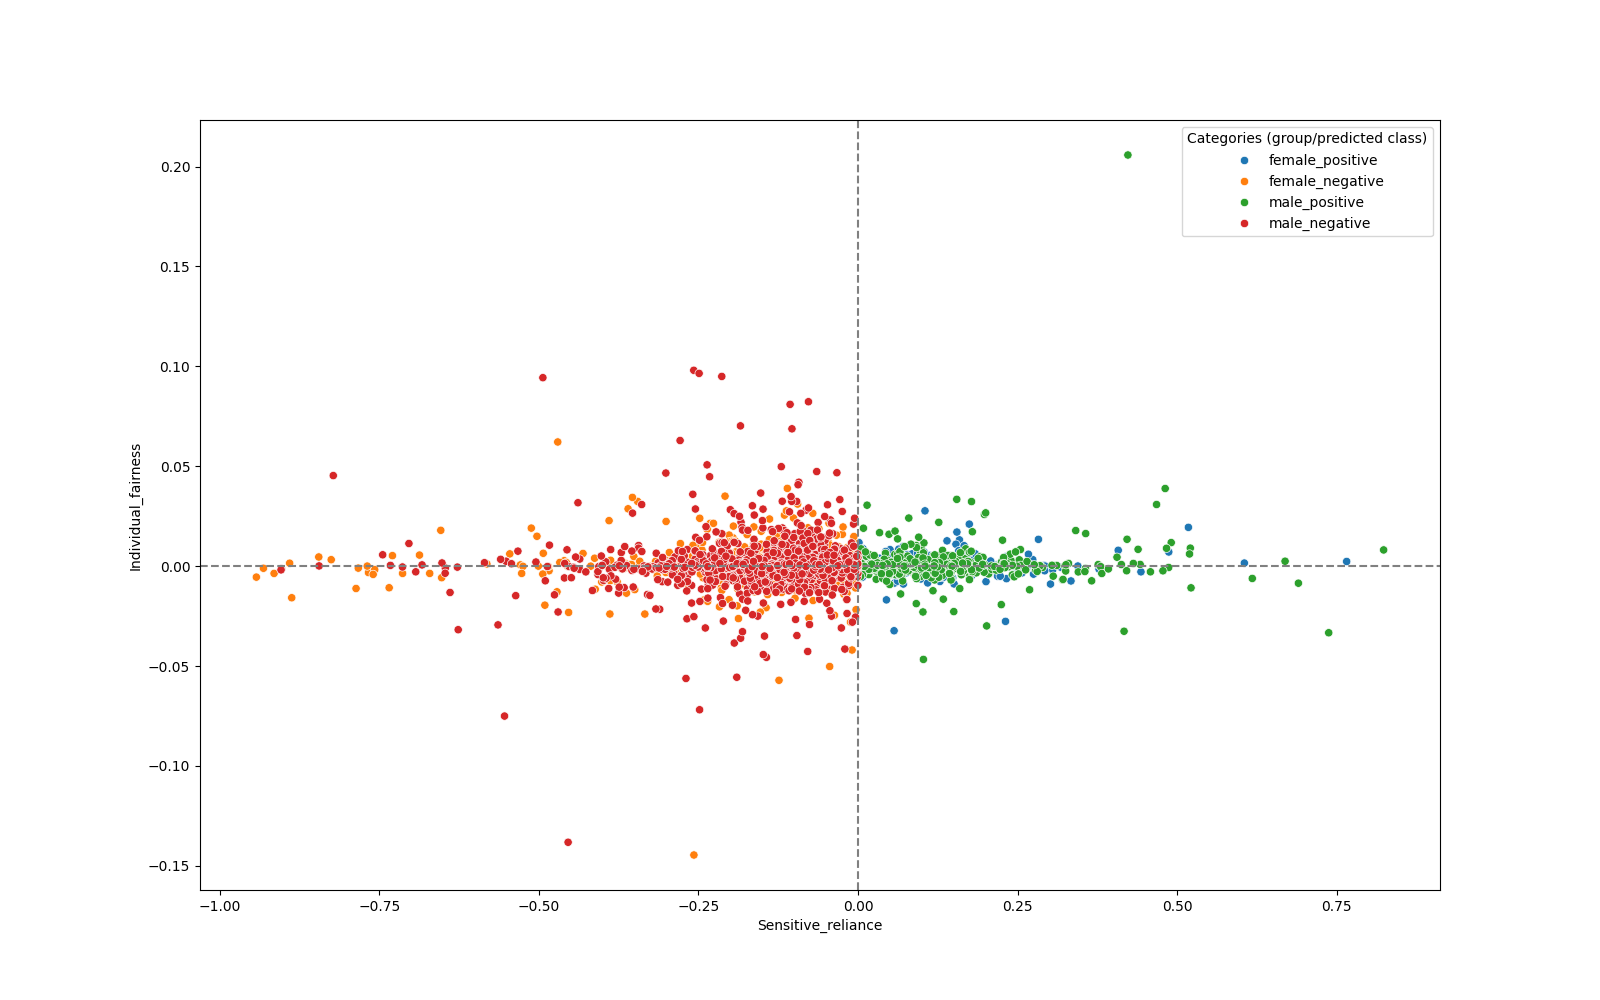 Categories (group/predicted class)
female_positive
female_negative
male_positive
male_negative
0.20
0.15
0.10
0.05
0.00
−0.05
−0.10
−0.15
Individual_fairness
−1.00 −0.75 −0.50 −0.25 0.00 0.25 0.50 0.75
Sensitive_reliance